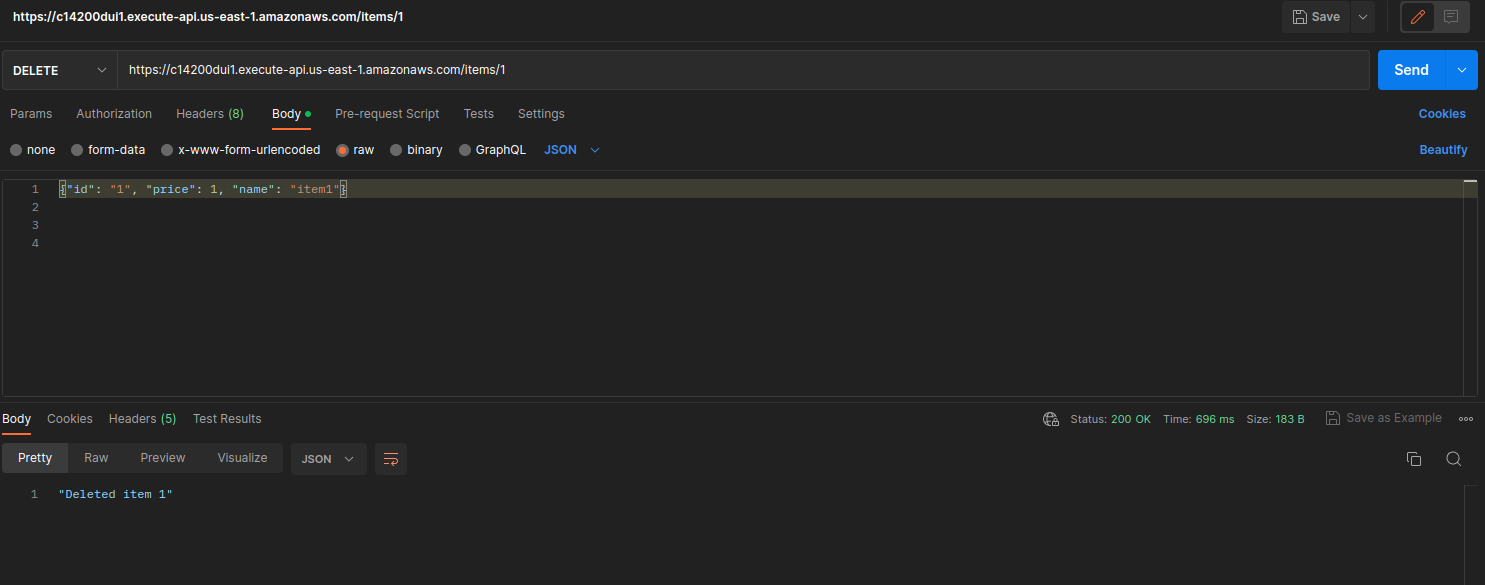 https://c14200dui1.execute-api.us-east-1.amazonaws.com/items/1 Save
DELETE https://c14200dui1.execute-api.us-east-1.amazonaws.com/items/1 Send
Params Authorization Headers (8) Body Pre-request Script Tests Settings Cookies
none form-data x-www-form-urlencoded raw binary GraphQL JSON Beautify
1 {"id": "1", "price": 1, "name": "item1"}
2
3
4
Body Cookies Headers (5) Test Results Status: 200 OK Time: 696 ms Size: 183 B Save as Example
Pretty Raw Preview Visualize JSON
1 "Deleted item 1"